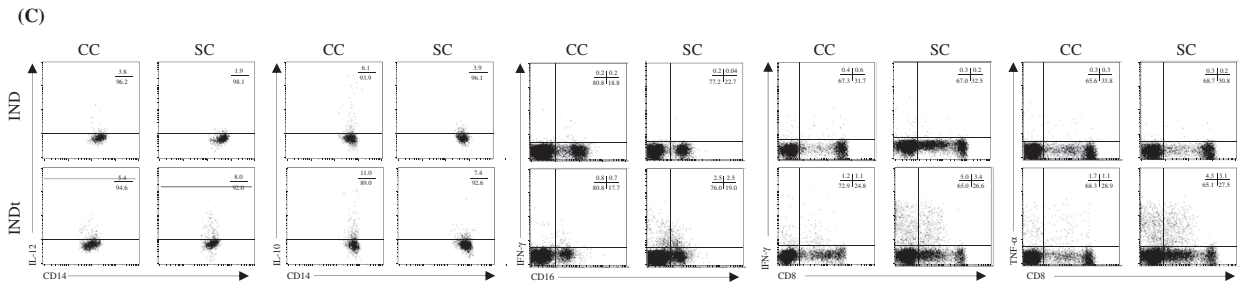 (C)
CC SC CC SC CC SC CC SC CC SC
IND
3.8
96.2
1.9
98.1
6.1
93.9
3.9
96.1
0.2 0.2
80.8 18.8
0.2 0.04
77.2 22.7
0.4 0.6
67.3 31.7
0.3 0.2
67.0 32.5
0.3 0.3
65.6 33.8
0.3 0.2
68.7 30.8
INDt
5.4
94.6
8.0
92.0
11.0
89.0
7.4
92.6
0.8 0.7
80.8 17.7
2.5 2.5
76.0 19.0
1.2 1.1
72.9 24.8
5.0 3.4
65.0 26.6
1.7 1.1
68.3 28.9
4.3 3.1
65.1 27.5
IL-12
CD14
IL-10
CD14
IFN-γ
CD16
IFN-γ
CD8
TNF-α
CD8